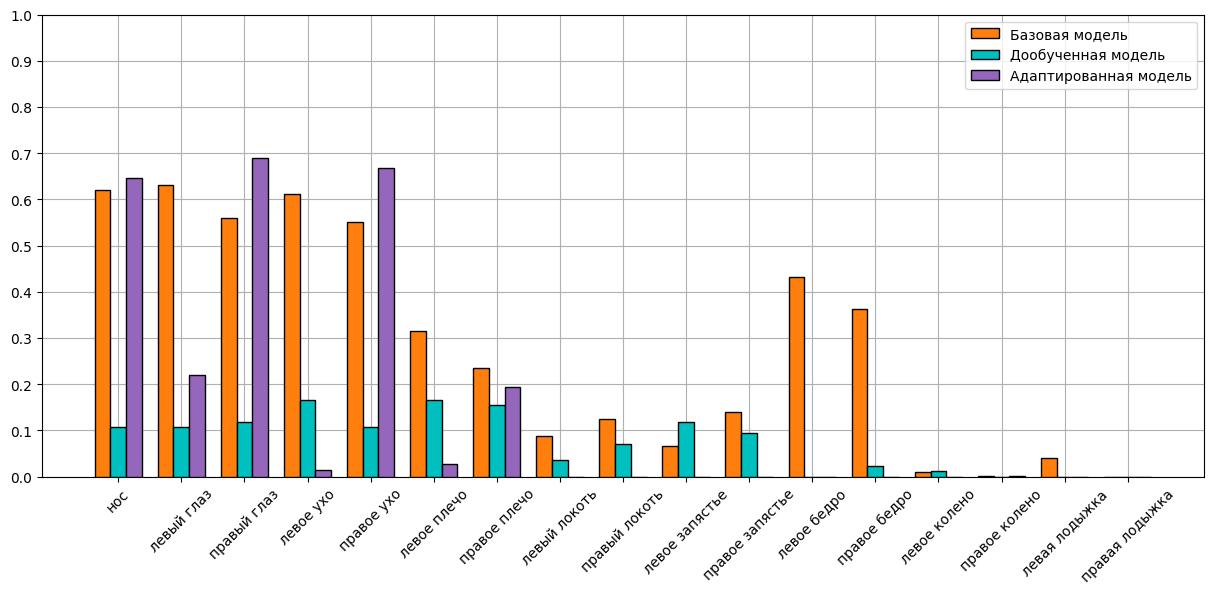 1.0
0.9
0.8
0.7
0.6
0.5
0.4
0.3
0.2
0.1
0.0
Базовая модель
Дообученная модель
Адаптированная модель
нос
левый глаз
правый глаз
левое ухо
правое ухо
левое плечо
правое плечо
левый локоть
правый локоть
левое запястье
правое запястье
левое бедро
правое бедро
левое колено
правое колено
левая лодыжка
правая лодыжка